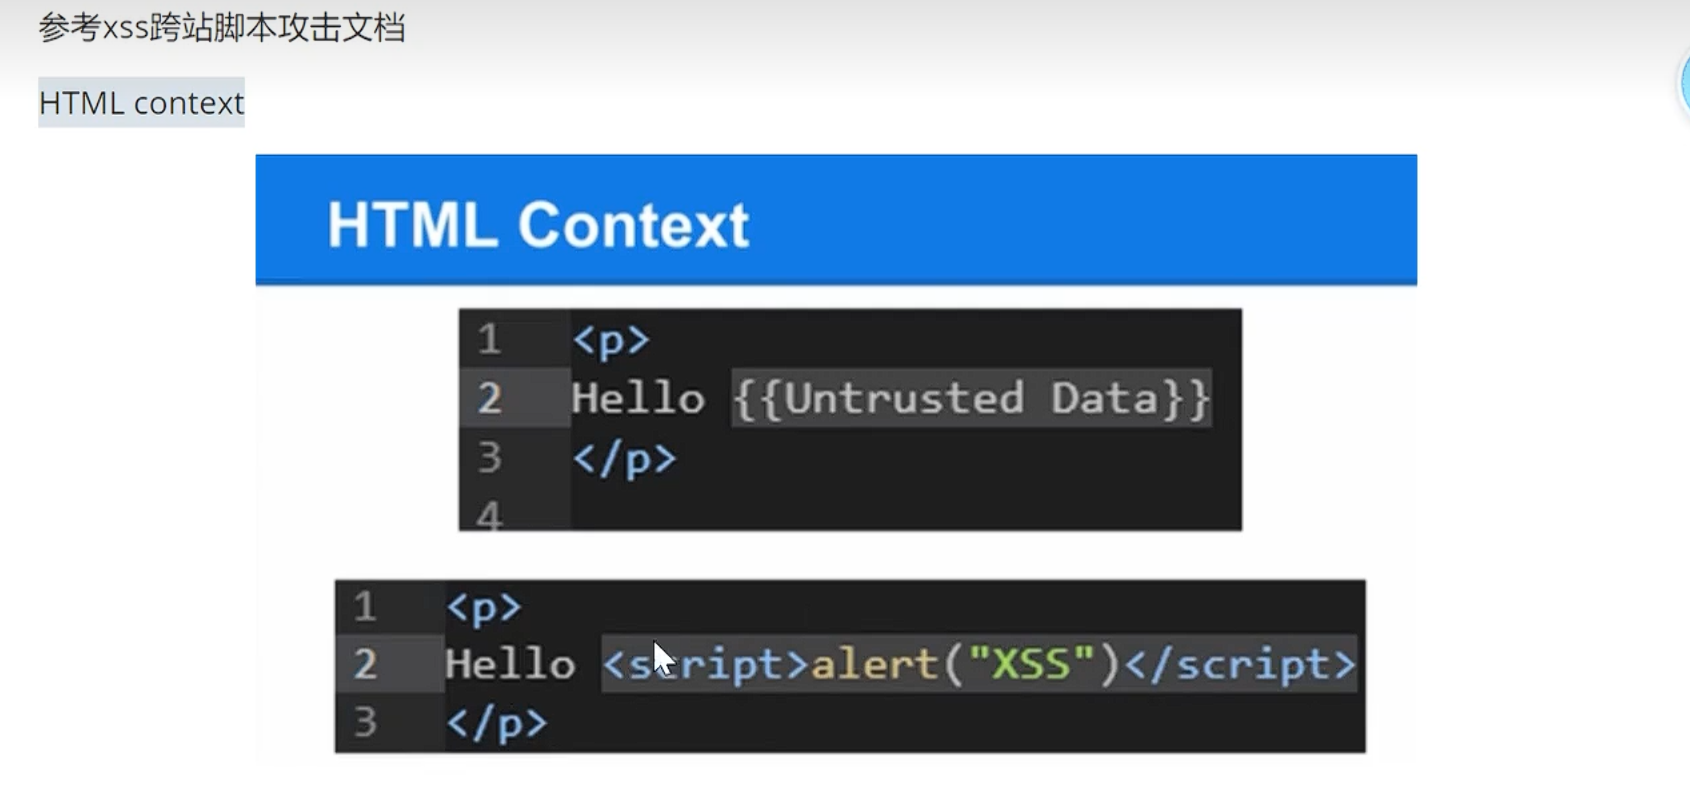 参考xss跨站脚本攻击文档
HTML context
HTML Context
1 <p>
2 Hello {{Untrusted Data}}
3 </p>
4
1 <p>
2 Hello <script>alert("XSS")</script>
3 </p>